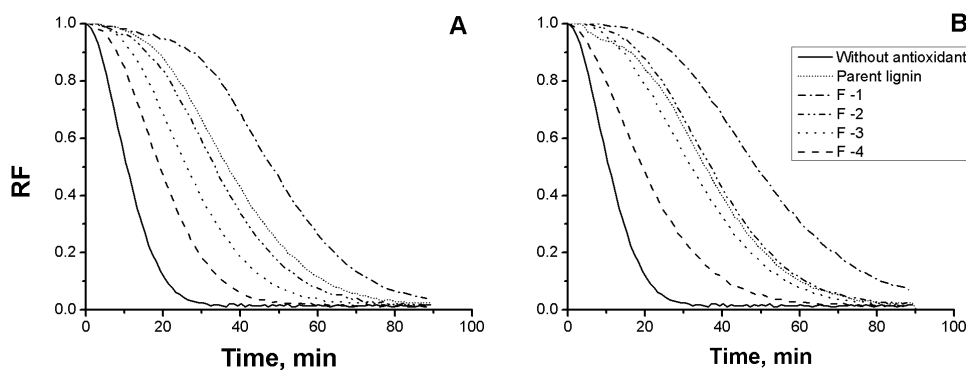 A
B
1.0
0.8
0.6
0.4
0.2
0.0
RF
0 20 40 60 80 100
Time, min
1.0
0.8
0.6
0.4
0.2
0.0
0 20 40 60 80 100
Time, min
Without antioxidant
Parent lignin
F -1
F -2
F -3
F -4